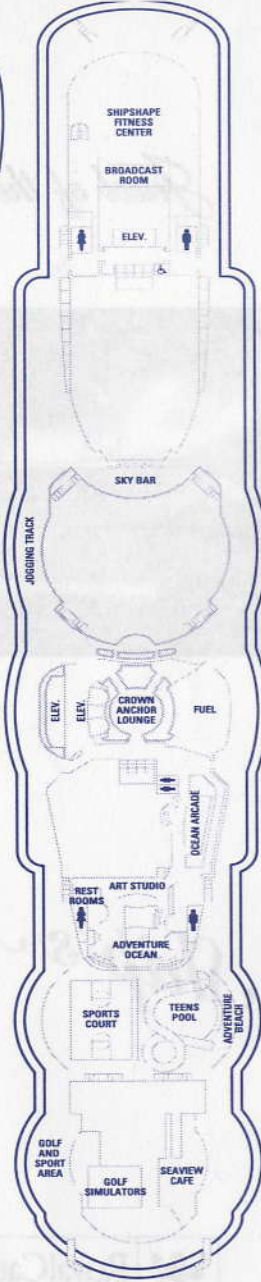 SHIPSHAPE
FITNESS
CENTER
BROADCAST
ROOM
ELEV.
SKY BAR
JOGGING TRACK
ELEV.
ELEV.
CROWN
ANCHOR
LOUNGE
FUEL
OCEAN ARCADE
ART STUDIO
REST
ROOMS
ADVENTURE
OCEAN
SPORTS
COURT
TEENS
POOL
ADVENTURE
BEACH
GOLF
AND
SPORT
AREA
GOLF
SIMULATORS
SEAVIEW
CAFE